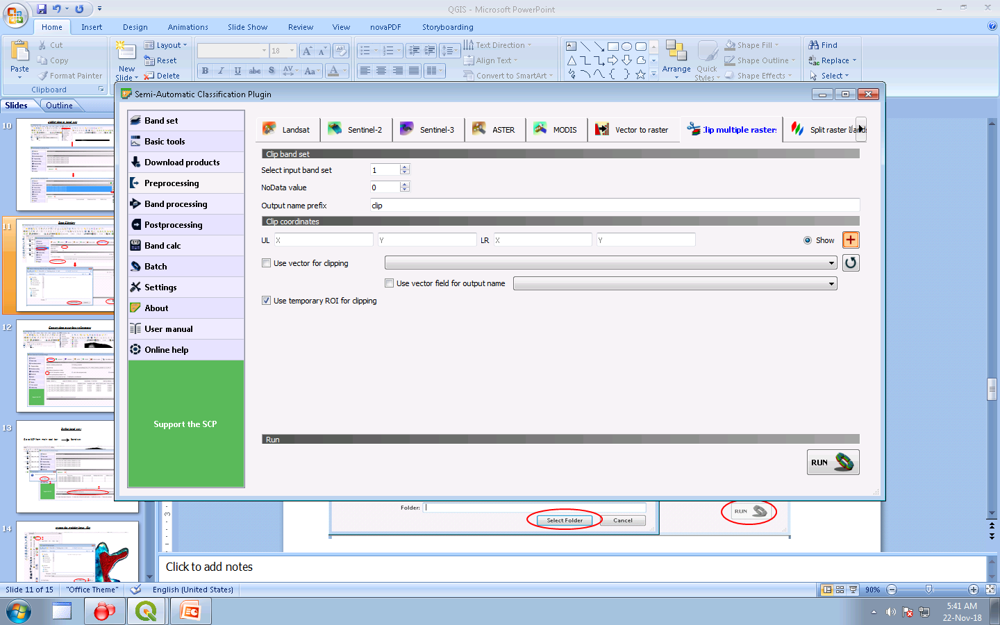 QGIS - Microsoft PowerPoint
Home Insert Design Animations Slide Show Review View novaPDF Storyboarding
Cut Layout 18 Text Direction Shape Fill Find
Paste Copy New Slide Reset Align Text Arrange Quick Styles Shape Outline Replace
Format Painter Delete Convert to SmartArt Shape Effects Select
Clipboard
Slides Outline
Semi-Automatic Classification Plugin
10
11
12
13
14
Band set
Basic tools
Download products
Preprocessing
Band processing
Postprocessing
Band calc
Batch
Settings
About
User manual
Online help
Support the SCP
Landsat Sentinel-2 Sentinel-3 ASTER MODIS Vector to raster Clip multiple rasters Split raster bands
Clip band set
Select input band set 1
NoData value 0
Output name prefix clip
Clip coordinates
UL X Y LR X Y Show
Use vector for clipping
Use vector field for output name
Use temporary ROI for clipping
Run
RUN
Folder:
Select Folder Cancel RUN
Click to add notes
Slide 11 of 15 "Office Theme" English (United States) 90%
5:41 AM
22-Nov-18